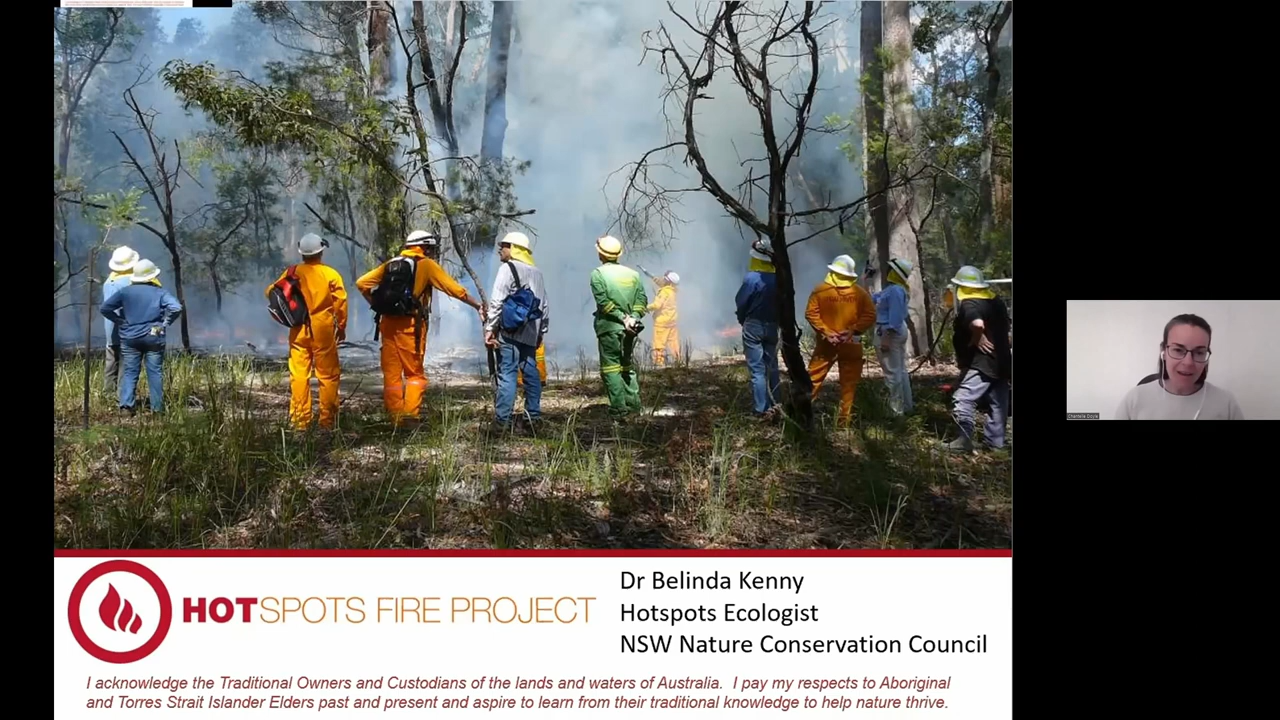 HOTSPOTS FIRE PROJECT
Dr Belinda Kenny
Hotspots Ecologist
NSW Nature Conservation Council
I acknowledge the Traditional Owners and Custodians of the lands and waters of Australia.  I pay my respects to Aboriginal
and Torres Strait Islander Elders past and present and aspire to learn from their traditional knowledge to help nature thrive.
Chantelle Doyle